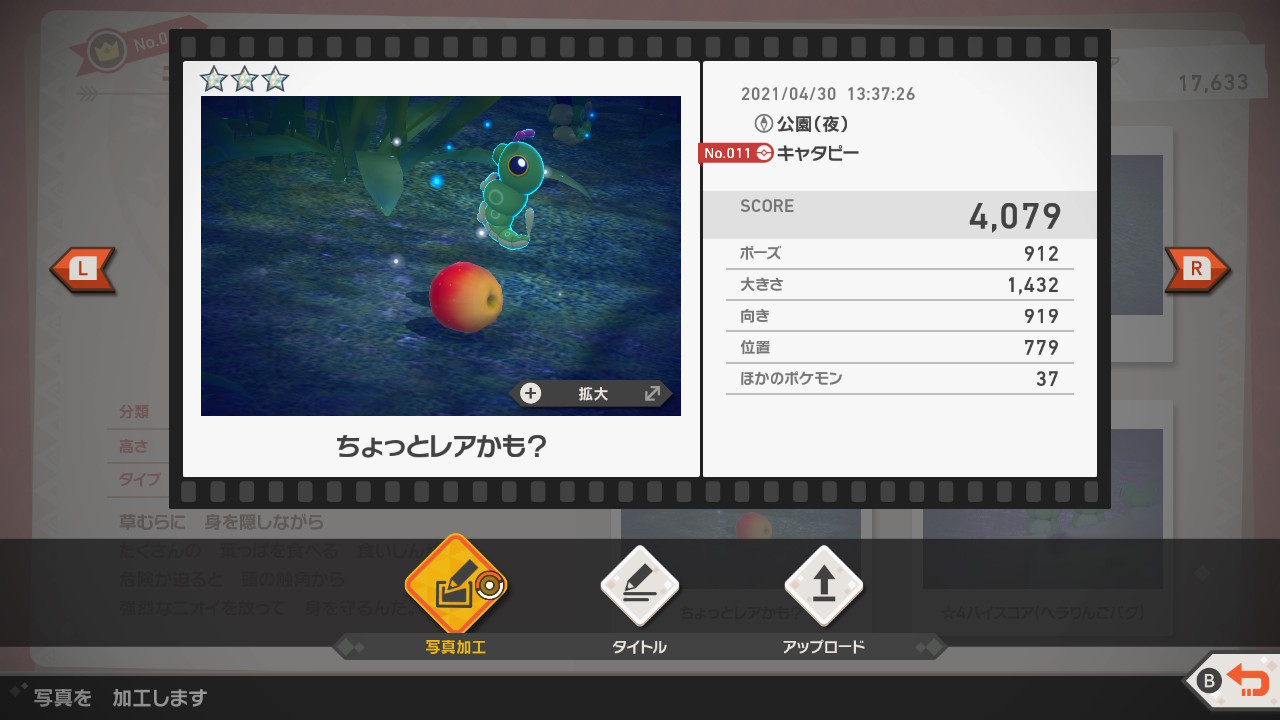 No.0
17,633
2021/04/30 13:37:26
公園(夜)
No.011 キャタピー
SCORE 4,079
ポーズ 912
大きさ 1,432
向き 919
位置 779
ほかのポケモン 37
+ 拡大
ちょっとレアかも?
L
R
分類
高さ
タイプ
草むらに 身を隠しながら
たくさんの 葉っぱを食べる 食いしん
危険が迫ると 頭の触角から
強烈なニオイを放って 身を守るんだ
ちょっとレアかも?
☆4ハイスコア(ヘラりんごバグ)
写真加工
タイトル
アップロード
写真を 加工します
B